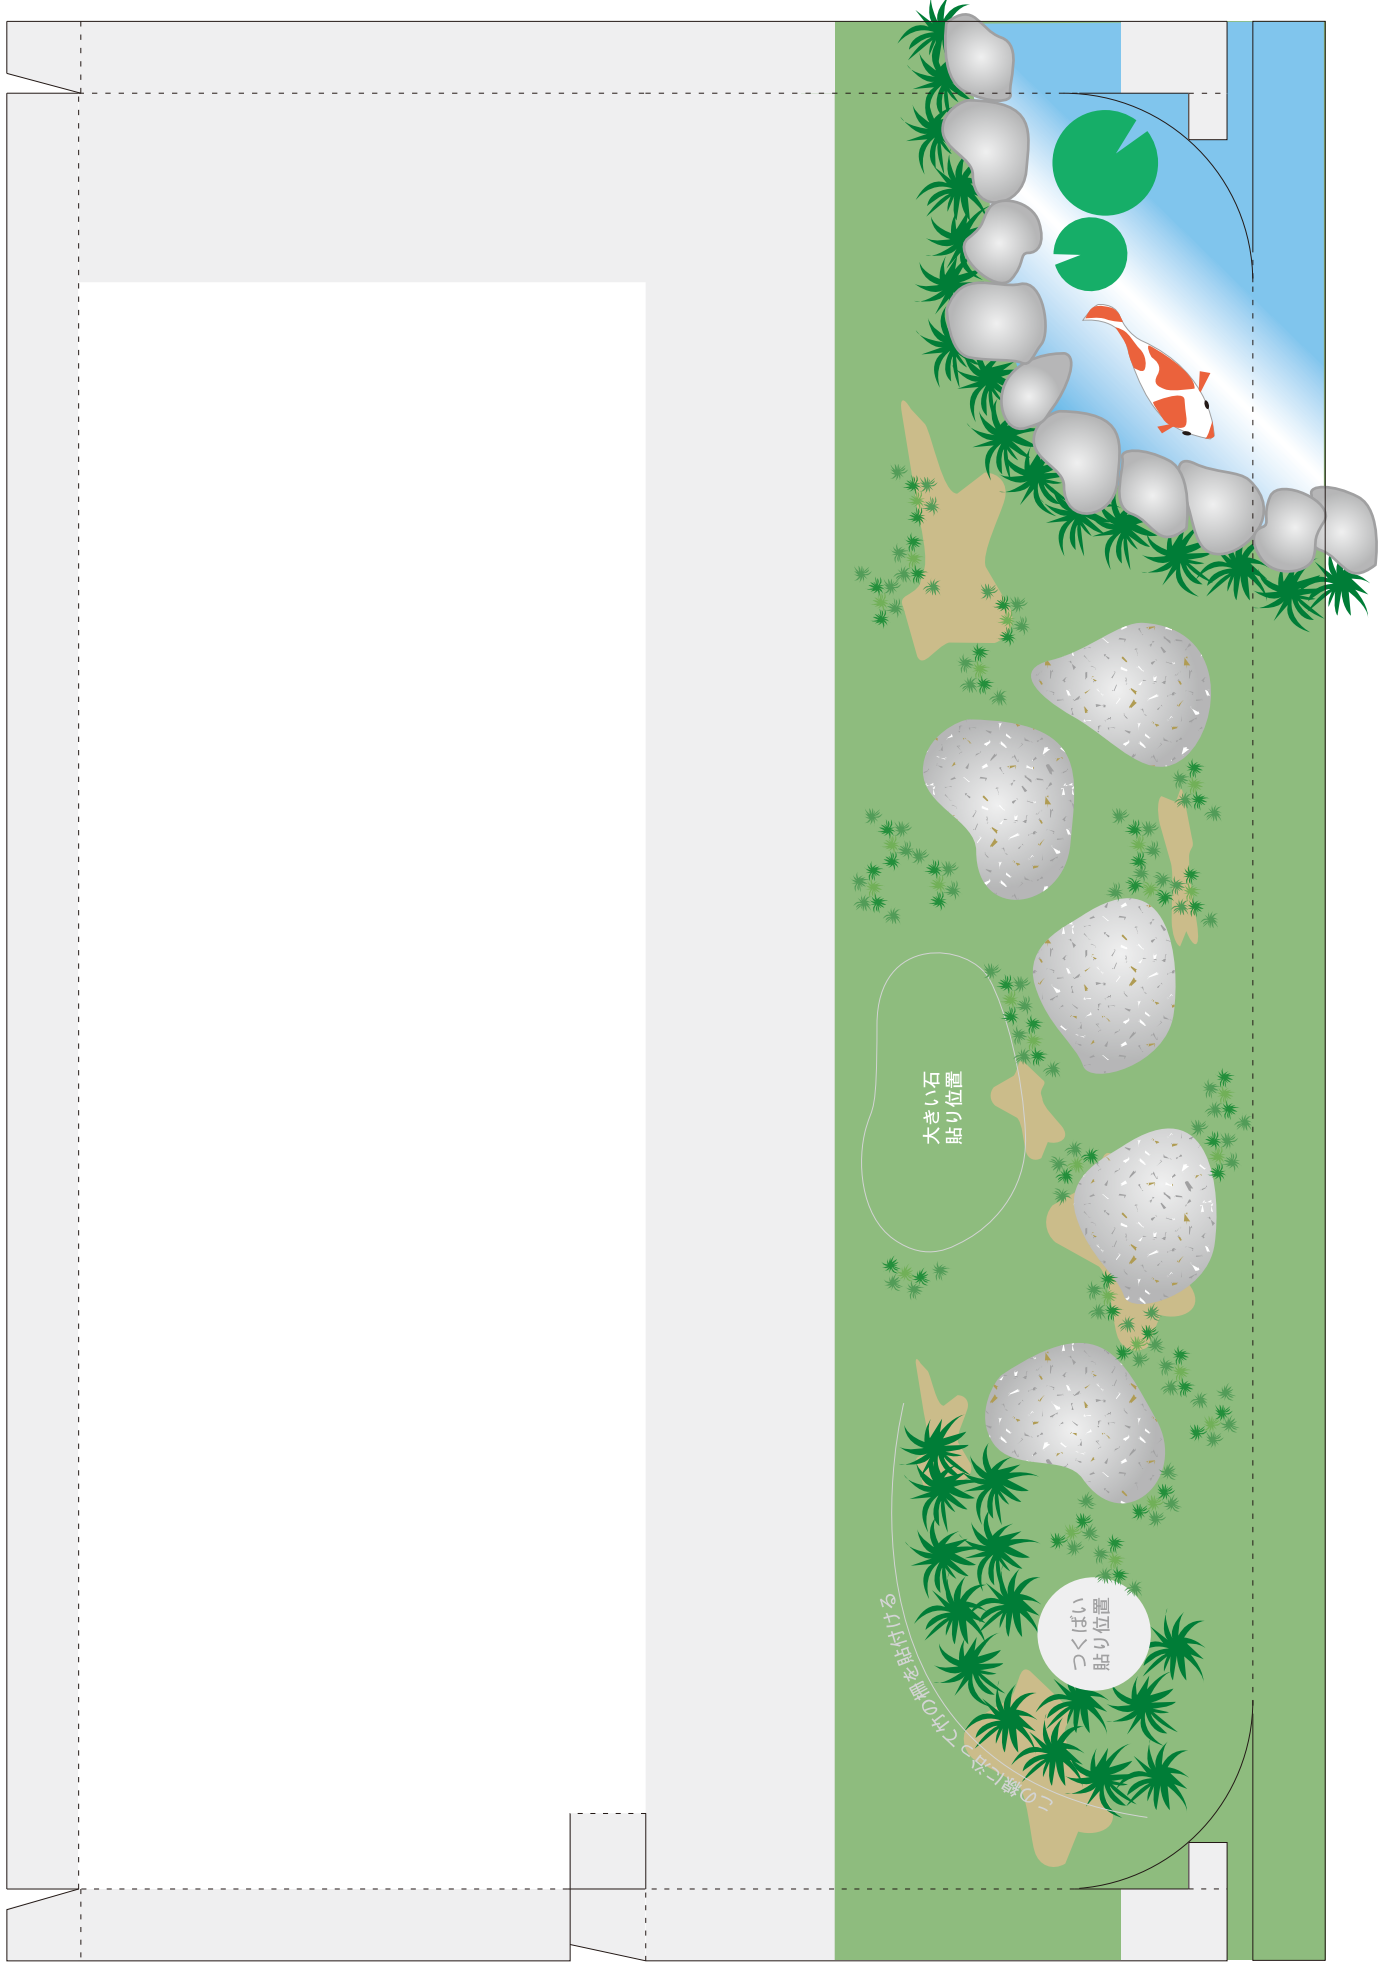 大きい石
貼り位置
つくばい
貼り位置
この線に沿って竹の柵を貼付ける